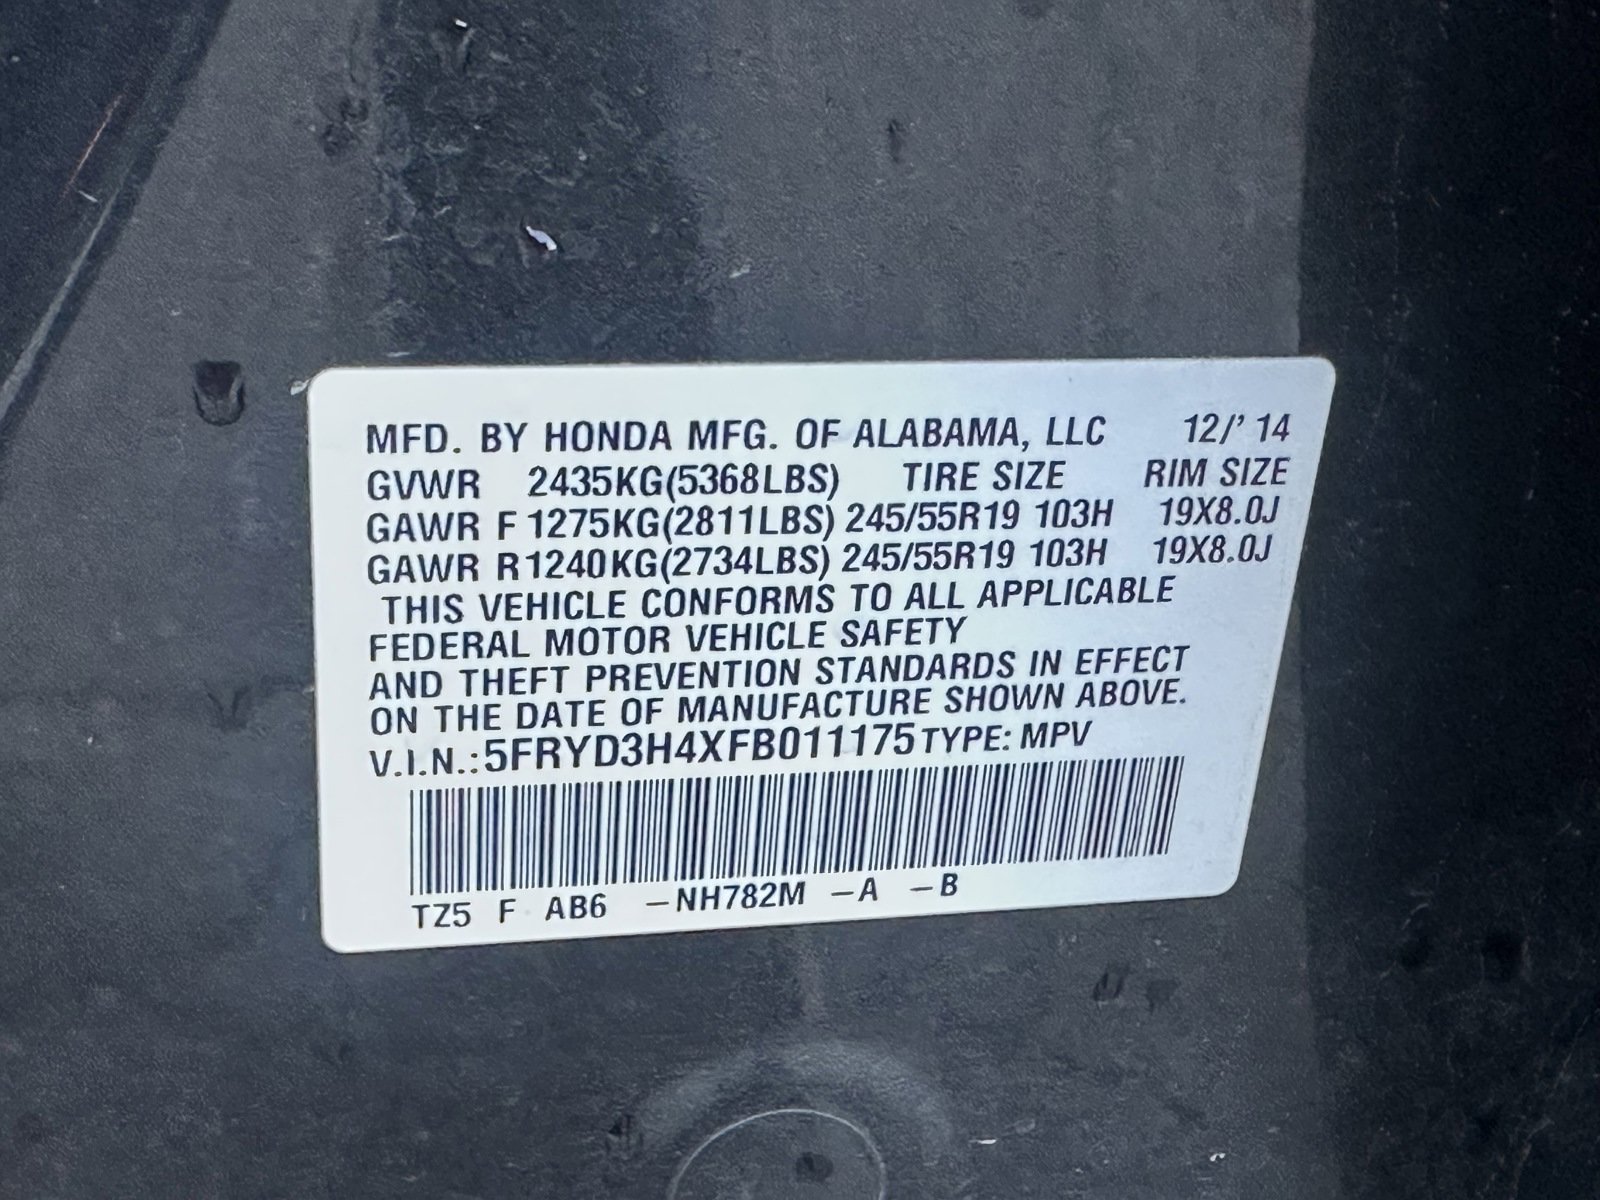 MFD. BY HONDA MFG. OF ALABAMA, LLC 12/' 14
GVWR 2435KG(5368LBS) TIRE SIZE RIM SIZE
GAWR F 1275KG(2811LBS) 245/55R19 103H 19X8.0J
GAWR R 1240KG(2734LBS) 245/55R19 103H 19X8.0J
THIS VEHICLE CONFORMS TO ALL APPLICABLE
FEDERAL MOTOR VEHICLE SAFETY
AND THEFT PREVENTION STANDARDS IN EFFECT
ON THE DATE OF MANUFACTURE SHOWN ABOVE.
V.I.N.: 5FRYD3H4XFB011175 TYPE: MPV
TZ5 F AB6 -NH782M -A -B